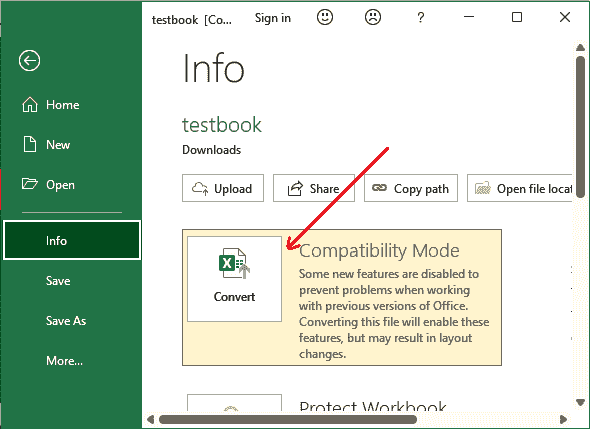 testbook [Co...
Sign in
?
Info
Home
New
Open
Info
Save
Save As
More...
testbook
Downloads
Upload
Share
Copy path
Open file locat
Convert
Compatibility Mode
Some new features are disabled to
prevent problems when working
with previous versions of Office.
Converting this file will enable these
features, but may result in layout
changes.
Protect Workbook